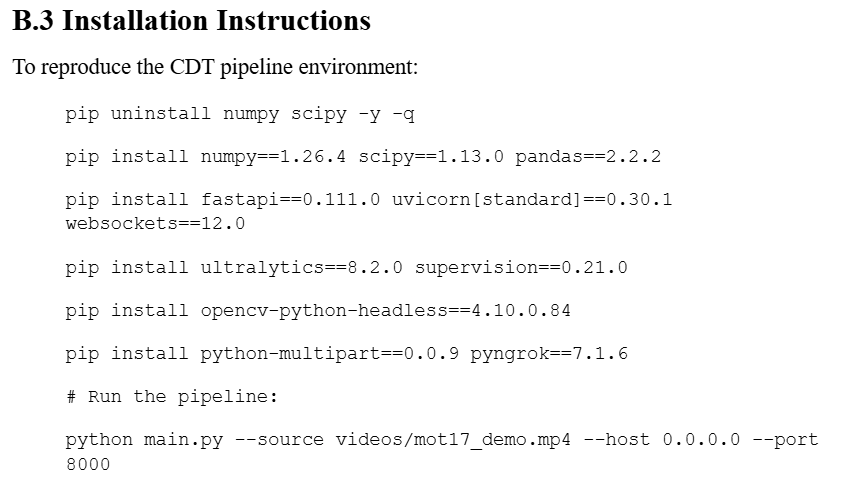 B.3 Installation Instructions
To reproduce the CDT pipeline environment:
pip uninstall numpy scipy -y -q
pip install numpy==1.26.4 scipy==1.13.0 pandas==2.2.2
pip install fastapi==0.111.0 uvicorn[standard]==0.30.1
websockets==12.0
pip install ultralytics==8.2.0 supervision==0.21.0
pip install opencv-python-headless==4.10.0.84
pip install python-multipart==0.0.9 pyngrok==7.1.6
# Run the pipeline:
python main.py --source videos/mot17_demo.mp4 --host 0.0.0.0 --port
8000